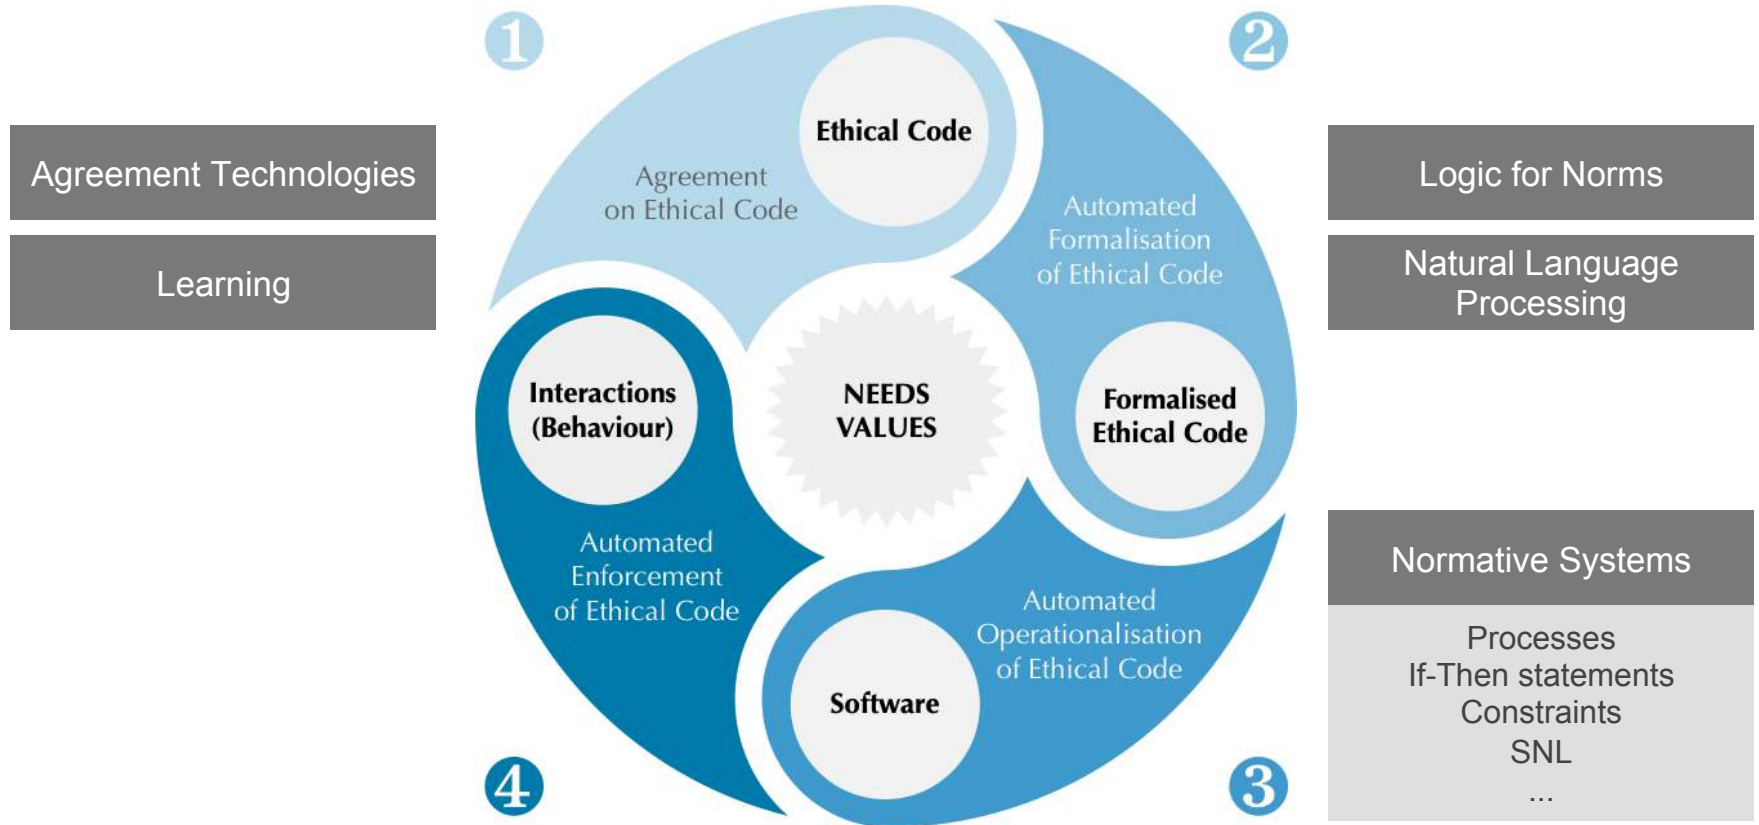 1
2
Agreement Technologies
Learning
Ethical Code
Agreement
on Ethical Code
Automated
Formalisation
of Ethical Code
Logic for Norms
Natural Language
Processing
Interactions
(Behaviour)
NEEDS
VALUES
Formalised
Ethical Code
Automated
Enforcement
of Ethical Code
Automated
Operationalisation
of Ethical Code
Software
Normative Systems
Processes
If-Then statements
Constraints
SNL
...
4
3